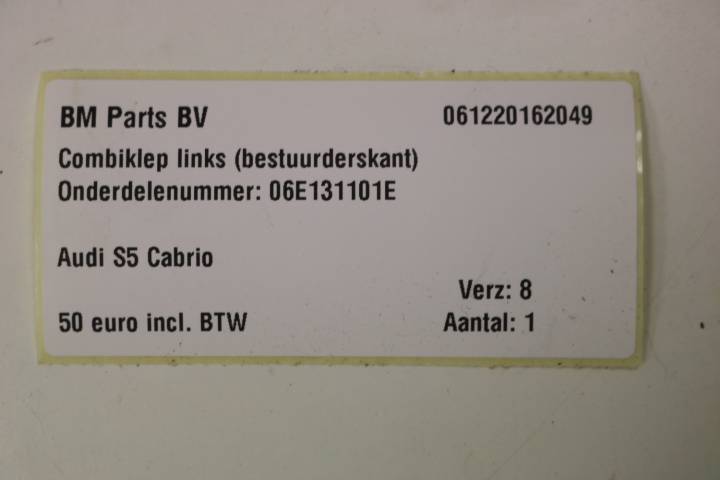 BM Parts BV 061220162049
Combiklep links (bestuurderskant)
Onderdelenummer: 06E131101E
Audi S5 Cabrio
Verz: 8
50 euro incl. BTW Aantal: 1